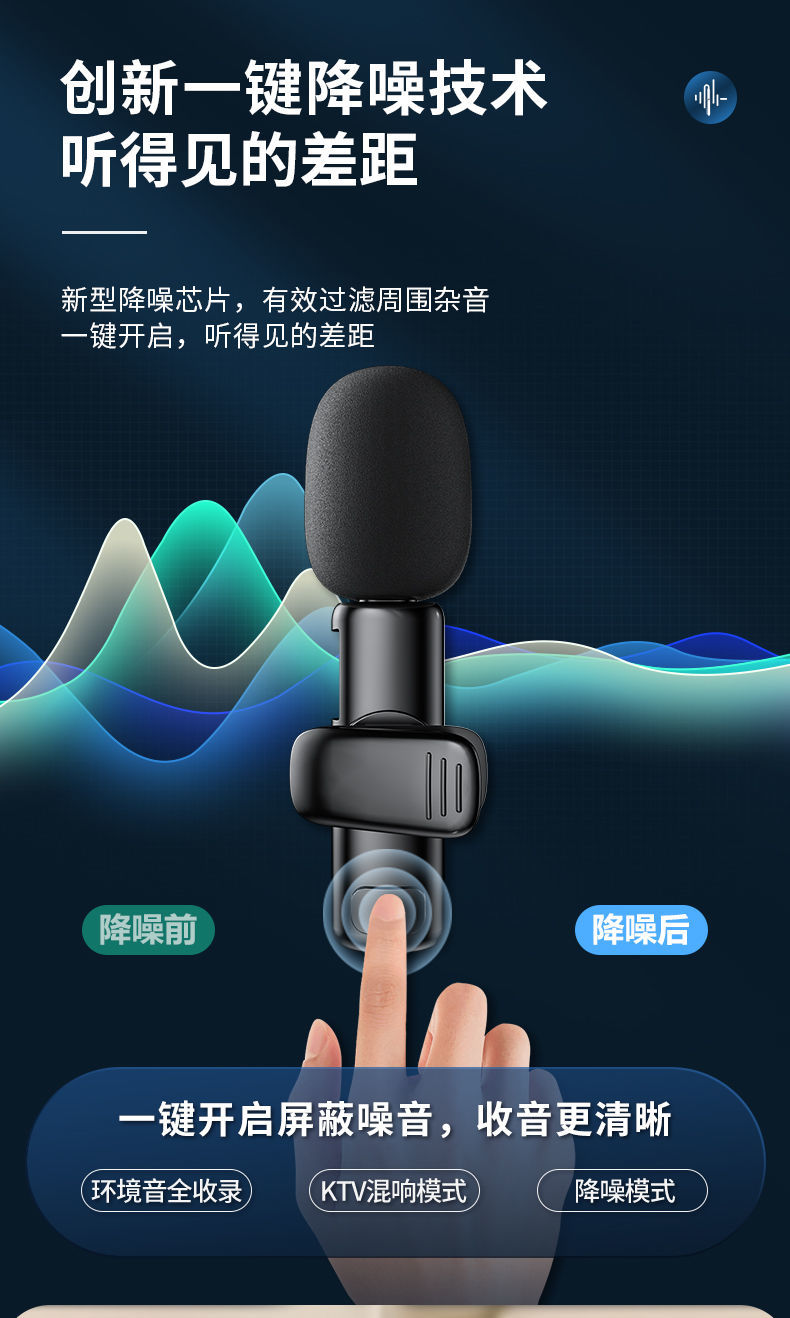 创新一键降噪技术
听得见的差距
新型降噪芯片，有效过滤周围杂音
一键开启，听得见的差距
降噪前
降噪后
一键开启屏蔽噪音，收音更清晰
环境音全收录
KTV混响模式
降噪模式